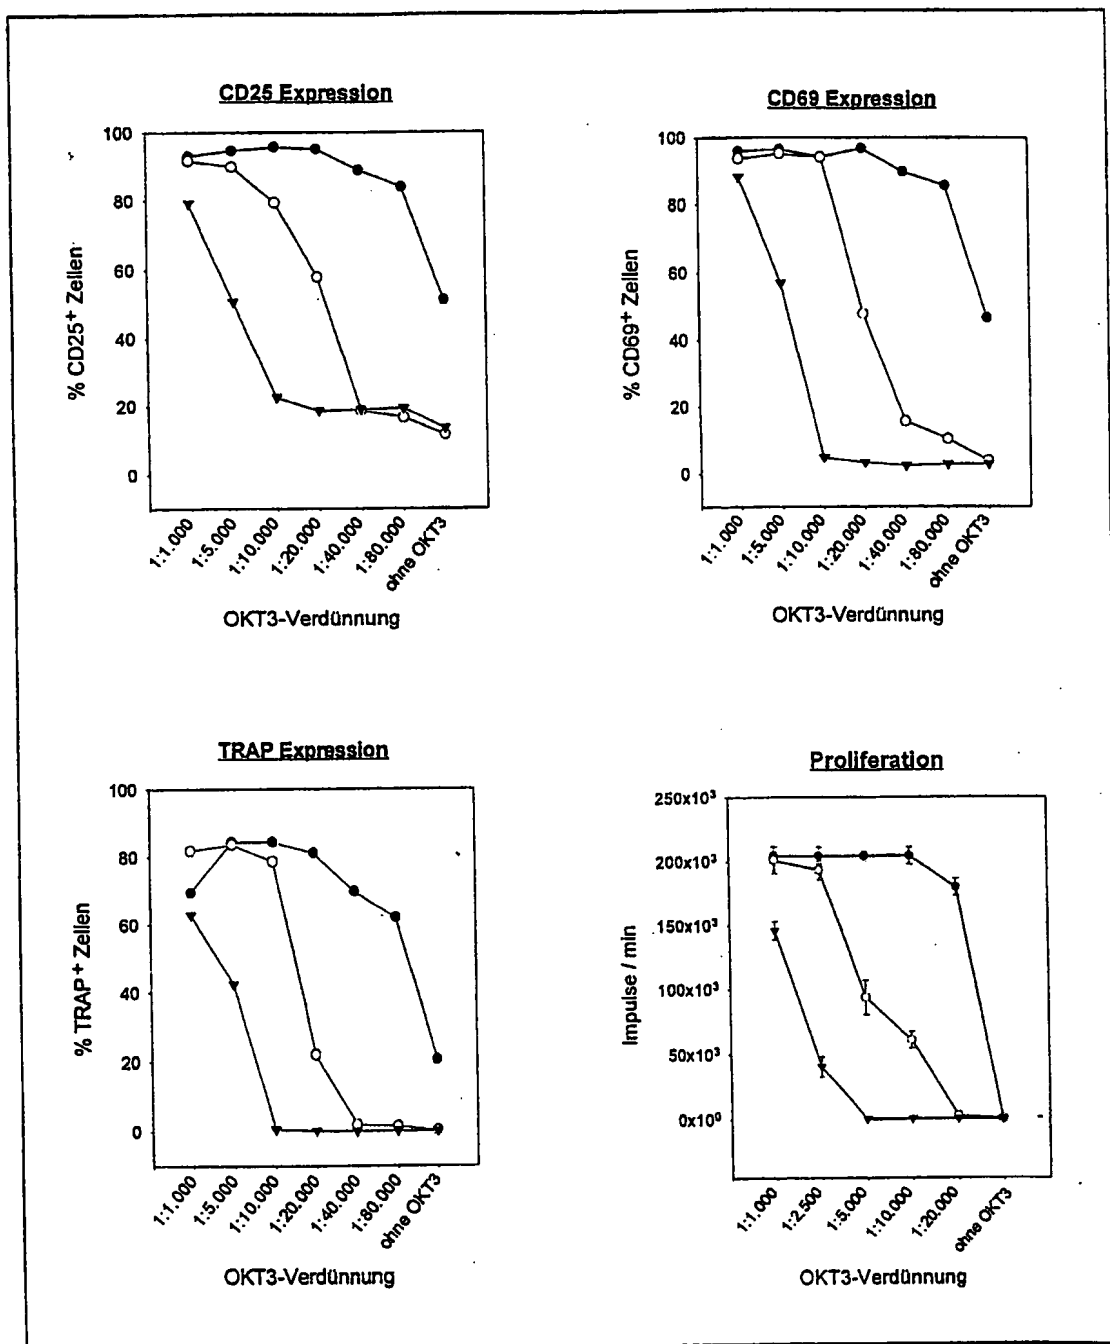 CD25 Expression
100
80
60
40
20
0
% CD25+ Zellen
1:1.000
1:5.000
1:10.000
1:20.000
1:40.000
1:80.000
ohne OKT3
OKT3-Verdünnung
CD69 Expression
100
80
60
40
20
0
% CD69+ Zellen
1:1.000
1:5.000
1:10.000
1:20.000
1:40.000
1:80.000
ohne OKT3
OKT3-Verdünnung
TRAP Expression
100
80
60
40
20
0
% TRAP+ Zellen
1:1.000
1:5.000
1:10.000
1:20.000
1:40.000
1:80.000
ohne OKT3
OKT3-Verdünnung
Proliferation
250x10³
200x10³
150x10³
100x10³
50x10³
0x10⁰
Impulse / min
1:1.000
1:2.500
1:5.000
1:10.000
1:20.000
ohne OKT3
OKT3-Verdünnung